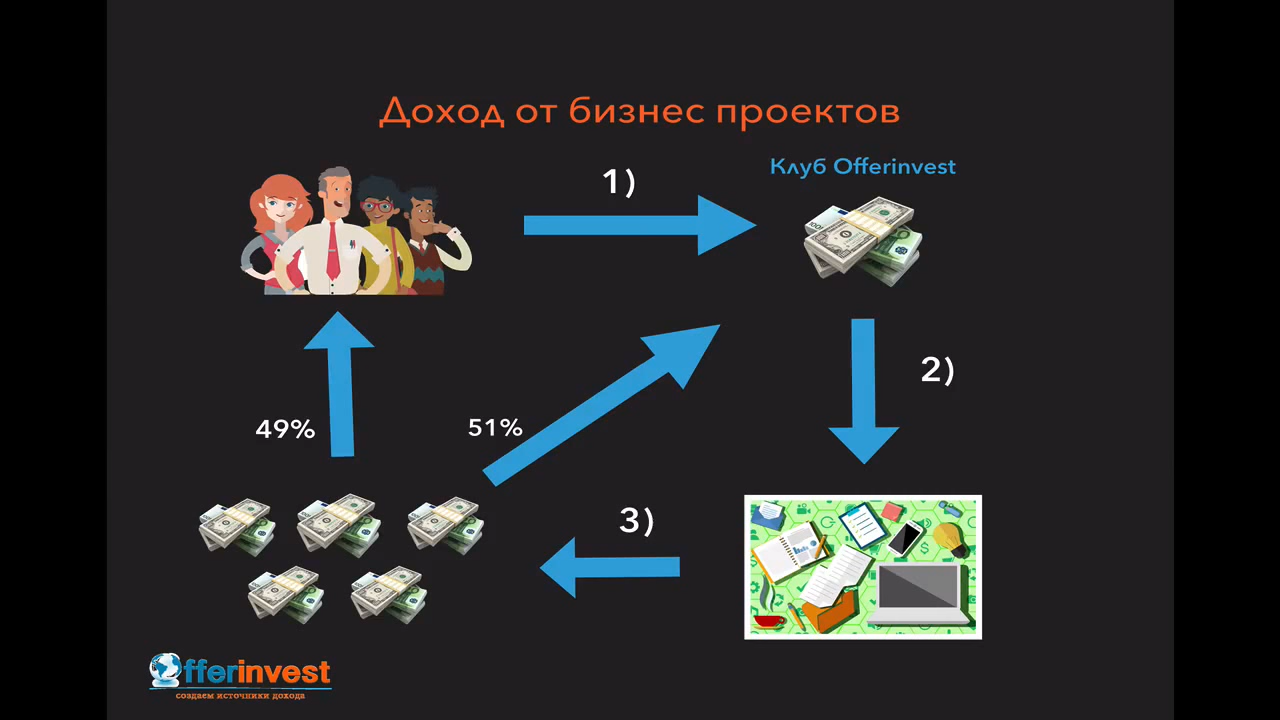 Доход от бизнес проектов
Клуб Offerinvest
1)
2)
49%
51%
3)
Offerinvest
создаем источники дохода